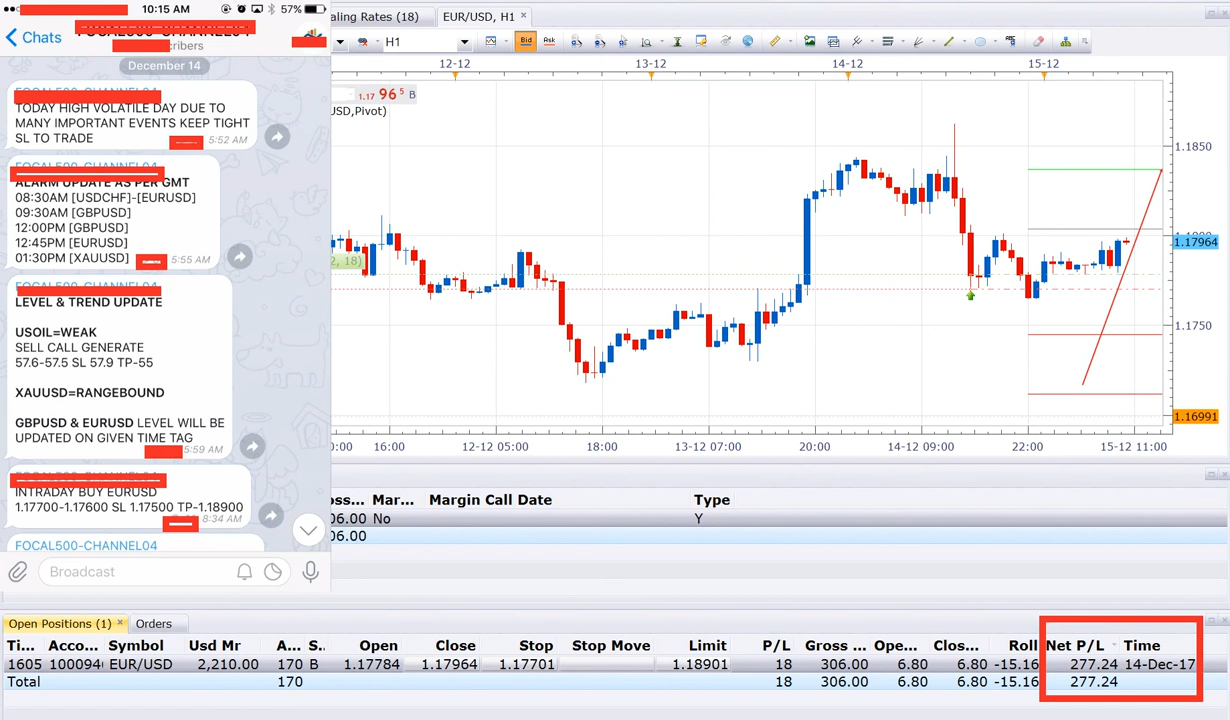 10:15 AM
57%
Chats
December 14
TODAY HIGH VOLATILE DAY DUE TO
MANY IMPORTANT EVENTS KEEP TIGHT
SL TO TRADE
5:52 AM
ALARM UPDATE AS PER GMT
08:30AM [USDCHF]-[EURUSD]
09:30AM [GBPUSD]
12:00PM [GBPUSD]
12:45PM [EURUSD]
01:30PM [XAUUSD]
5:55 AM
LEVEL & TREND UPDATE
USOIL=WEAK
SELL CALL GENERATE
57.6-57.5 SL 57.9 TP-55
XAUUSD=RANGEBOUND
GBPUSD & EURUSD LEVEL WILL BE
UPDATED ON GIVEN TIME TAG
5:59 AM
INTRADAY BUY EURUSD
1.17700-1.17600 SL 1.17500 TP-1.18900
8:34 AM
FOCAL500-CHANNEL04
Broadcast
aling Rates (18) EUR/USD, H1
H1 Bid Ask ABC
12-12 13-12 14-12 15-12
1.17 96 5 B
USD,Pivot)
2, 18)
1.1850
1.17964
1.1750
1.16991
0:00 16:00 12-12 05:00 18:00 13-12 07:00 20:00 14-12 09:00 22:00 15-12 11:00
oss... Mar... Margin Call Date Type
06.00 No Y
06.00
Open Positions (1) Orders
Ti... Acco... Symbol Usd Mr A... S.. Open Close Stop Stop Move Limit P/L Gross ... Ope... Clos... Roll Net P/L Time
1605 100094 EUR/USD 2,210.00 170 B 1.17784 1.17964 1.17701 1.18901 18 306.00 6.80 6.80 -15.16 277.24 14-Dec-17
Total 170 18 306.00 6.80 6.80 -15.16 277.24